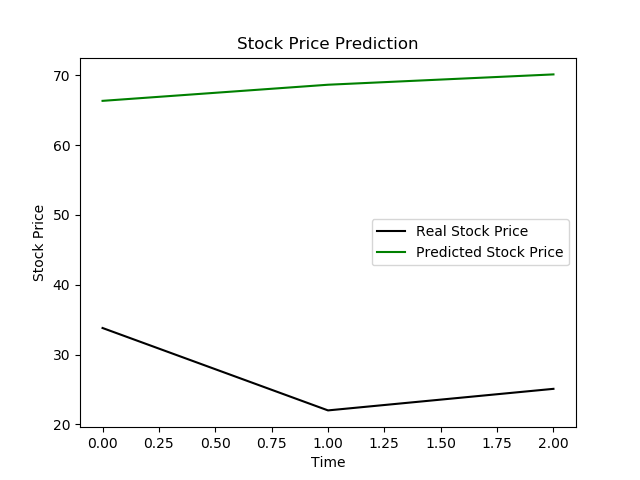 Stock Price Prediction
70
60
50
40
30
20
Stock Price
Real Stock Price
Predicted Stock Price
0.00 0.25 0.50 0.75 1.00 1.25 1.50 1.75 2.00
Time